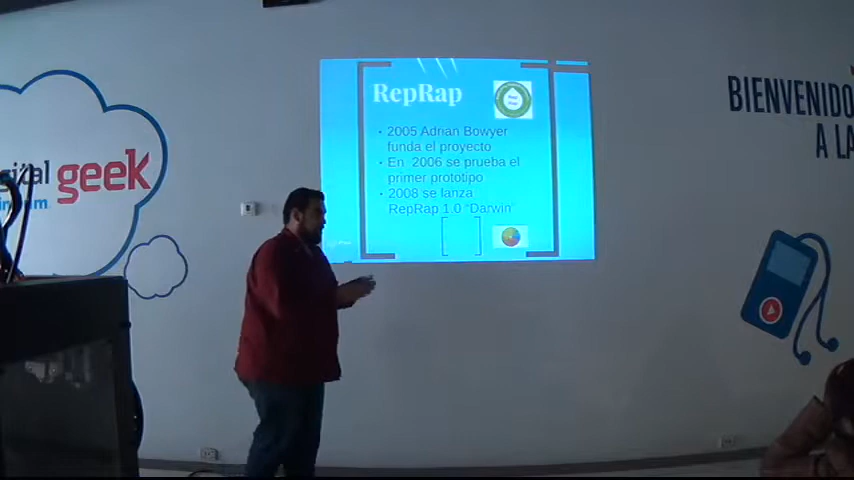 RepRap
• 2005 Adrian Bowyer
funda el proyecto
• En 2006 se prueba el
primer prototipo
• 2008 se lanza
RepRap 1.0 "Darwin"
geek
BIENVENIDO
A LA